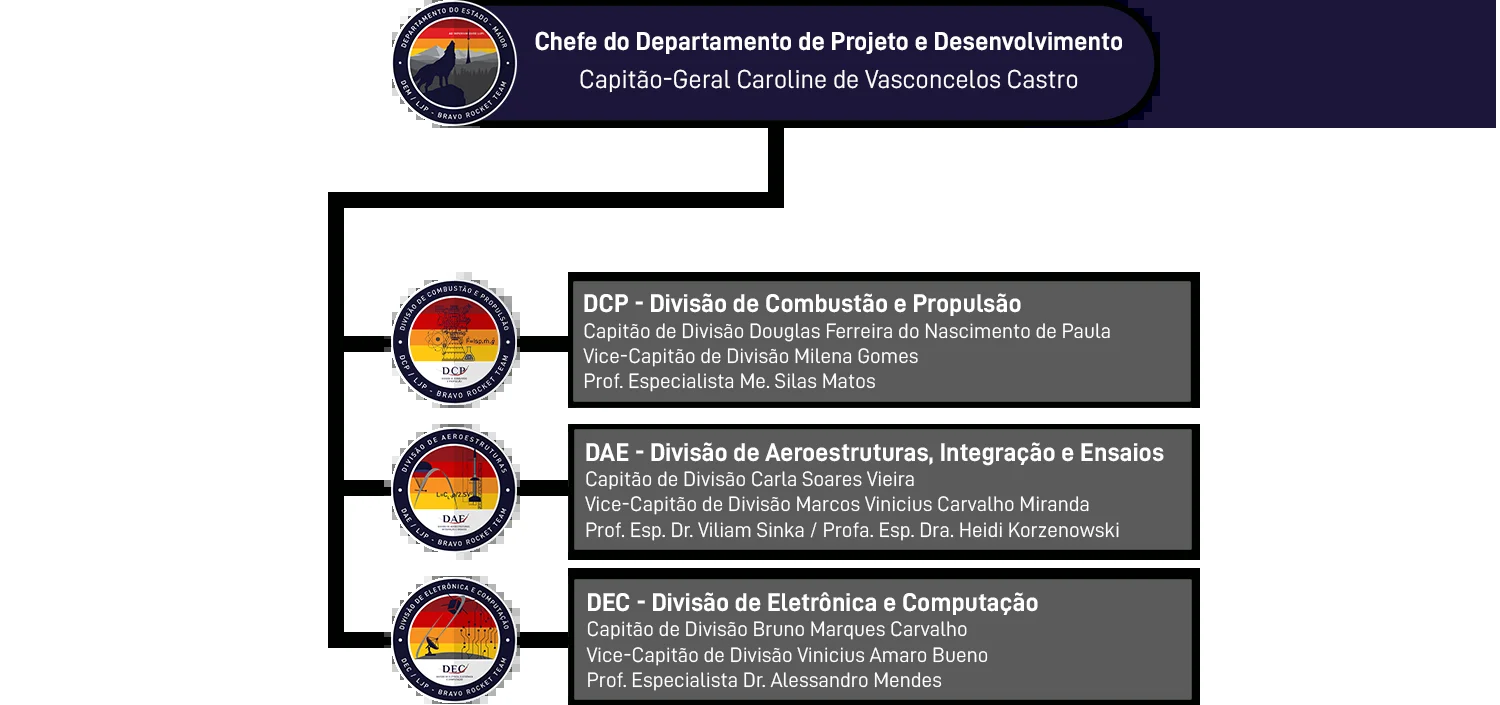 DEPARTAMENTO DO ESTADO - MAIOR
DEM / LJP - BRAVO ROCKET TEAM
Chefe do Departamento de Projeto e Desenvolvimento
Capitão-Geral Caroline de Vasconcelos Castro
DIVISÃO DE COMBUSTÃO E PROPULSÃO
DCP
DCP / LJP - BRAVO ROCKET TEAM
DCP - Divisão de Combustão e Propulsão
Capitão de Divisão Douglas Ferreira do Nascimento de Paula
Vice-Capitão de Divisão Milena Gomes
Prof. Especialista Me. Silas Matos
DIVISÃO DE AEROESTRUTURAS
DAE
DAE / LJP - BRAVO ROCKET TEAM
DAE - Divisão de Aeroestruturas, Integração e Ensaios
Capitão de Divisão Carla Soares Vieira
Vice-Capitão de Divisão Marcos Vinicius Carvalho Miranda
Prof. Esp. Dr. Viliam Sinka / Profa. Esp. Dra. Heidi Korzenowski
DIVISÃO DE ELETRÔNICA E COMPUTAÇÃO
DEC
DEC / LJP - BRAVO ROCKET TEAM
DEC - Divisão de Eletrônica e Computação
Capitão de Divisão Bruno Marques Carvalho
Vice-Capitão de Divisão Vinicius Amaro Bueno
Prof. Especialista Dr. Alessandro Mendes